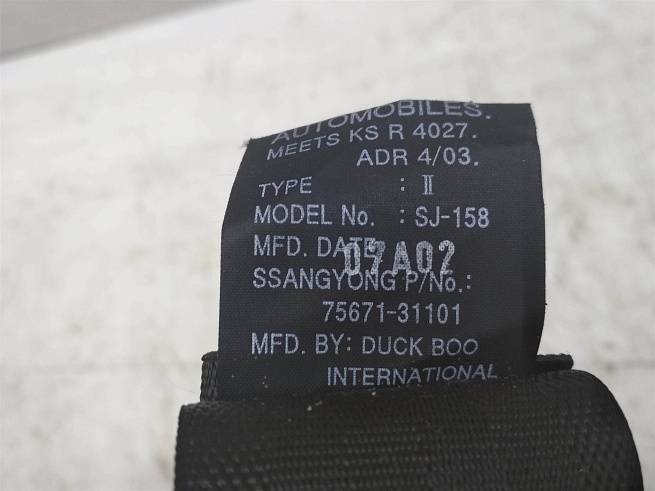 AUTOMOBILES.
MEETS KS R 4027.
ADR 4/03.
TYPE : II
MODEL No. : SJ-158
MFD. DATE
07A02
SSANGYONG P/No.:
75671-31101
MFD. BY: DUCK BOO
INTERNATIONAL